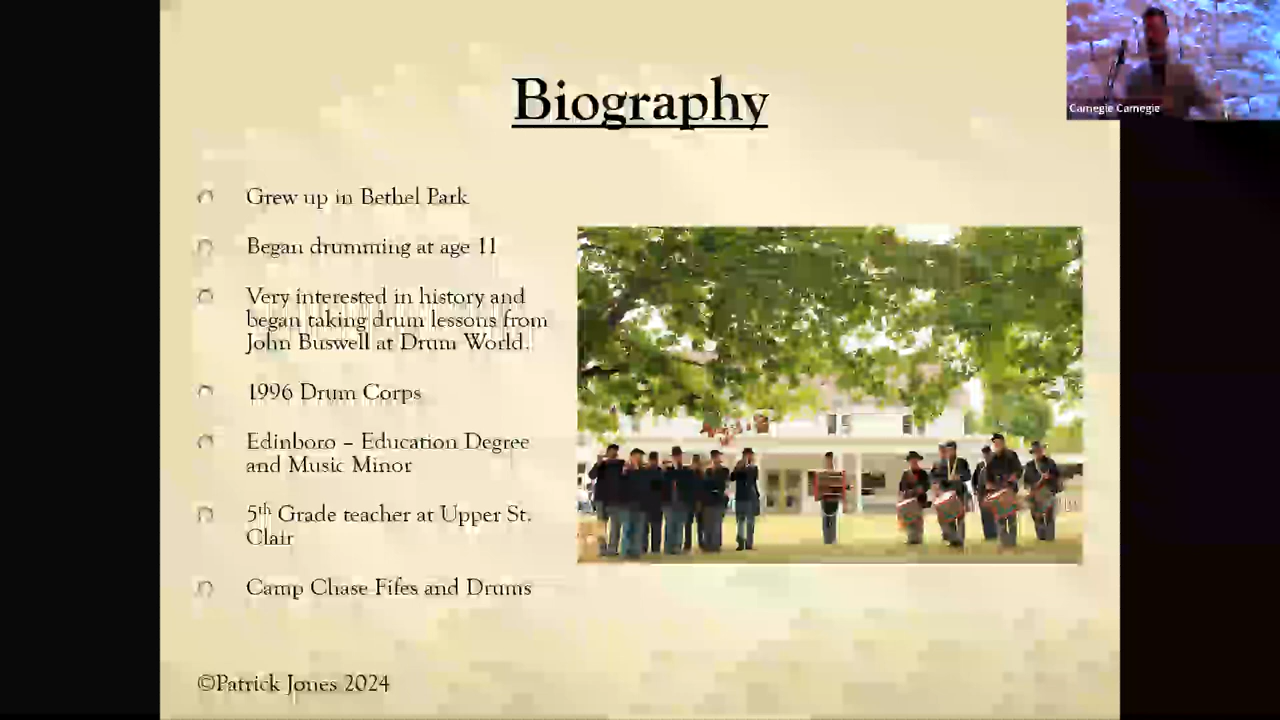 Biography
Carnegie Carnegie
Grew up in Bethel Park
Began drumming at age 11
Very interested in history and
began taking drum lessons from
John Buswell at Drum World.
1996 Drum Corps
Edinboro – Education Degree
and Music Minor
5th Grade teacher at Upper St.
Clair
Camp Chase Fifes and Drums
©Patrick Jones 2024